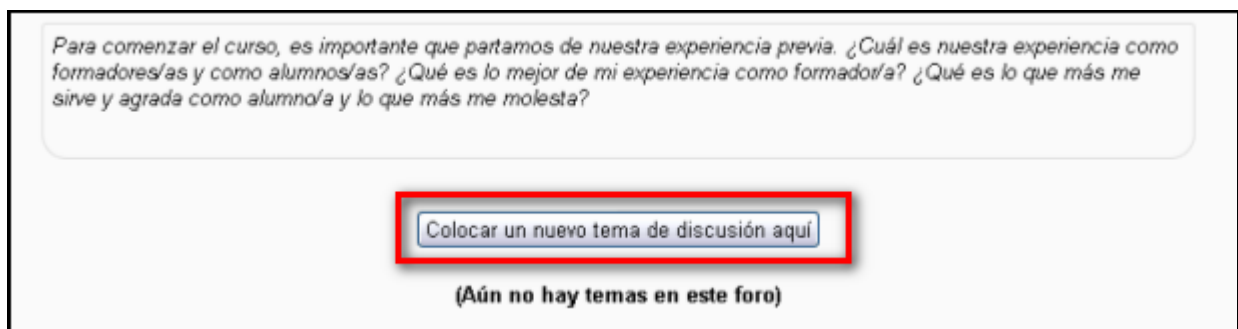 Para comenzar el curso, es importante que partamos de nuestra experiencia previa. ¿Cuál es nuestra experiencia como
formadores/as y como alumnos/as? ¿Qué es lo mejor de mi experiencia como formador/a? ¿Qué es lo que más me
sirve y agrada como alumno/a y lo que más me molesta?
Colocar un nuevo tema de discusión aquí
(Aún no hay temas en este foro)